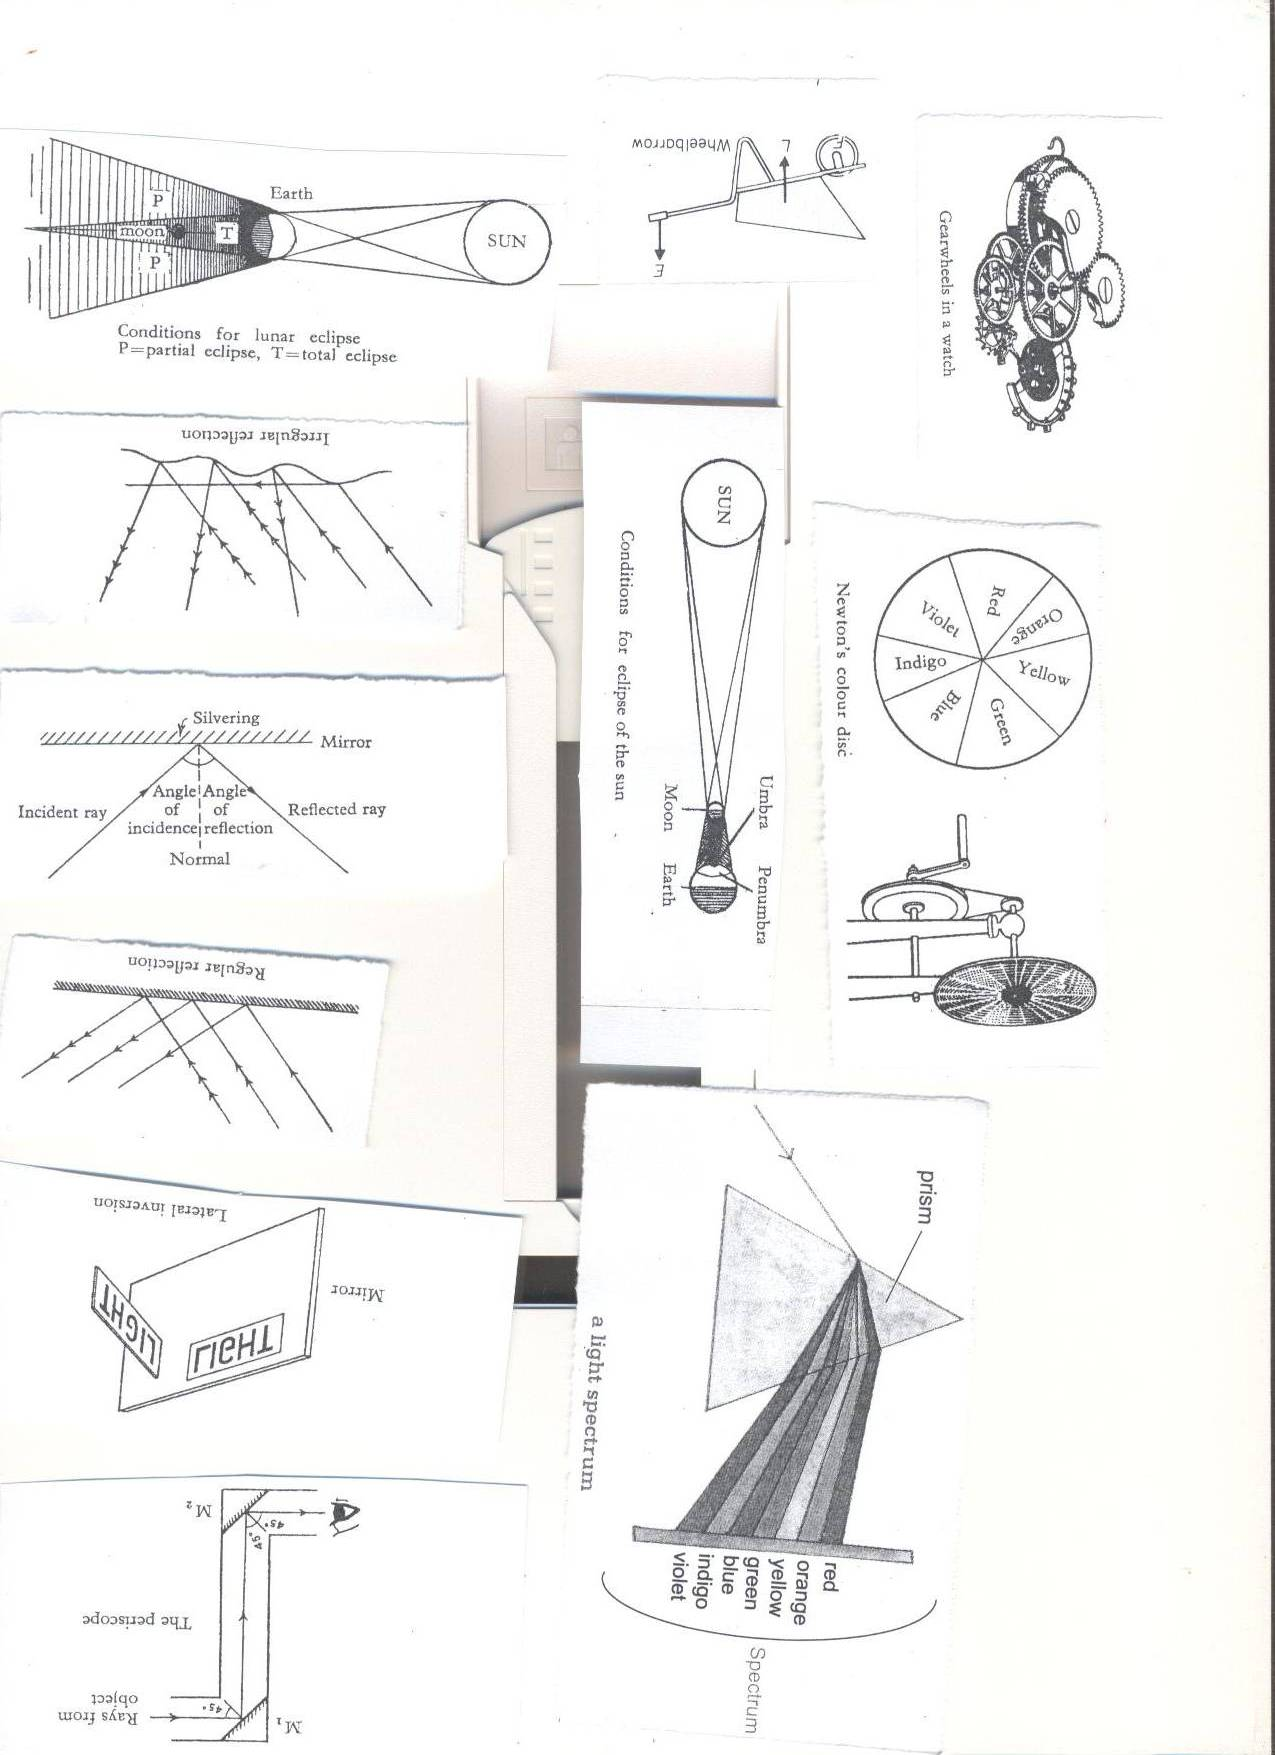 Earth
P
moon
T
P
SUN
Conditions for lunar eclipse
P=partial eclipse, T=total eclipse
Wheelbarrow
L
F
E
Gearwheels in a watch
Irregular reflection
SUN
Conditions for eclipse of the sun
Umbra
Penumbra
Moon
Earth
Red
Orange
Yellow
Green
Blue
Indigo
Violet
Newton's colour disc
Silvering
Mirror
Incident ray
Angle
of
incidence
Angle
of
reflection
Reflected ray
Normal
Regular reflection
Lateral inversion
Mirror
LIGHT
LIGHT
prism
a light spectrum
red
orange
yellow
green
blue
indigo
violet
Spectrum
M₂
45°
45°
The periscope
Rays from
object
45°
M₁